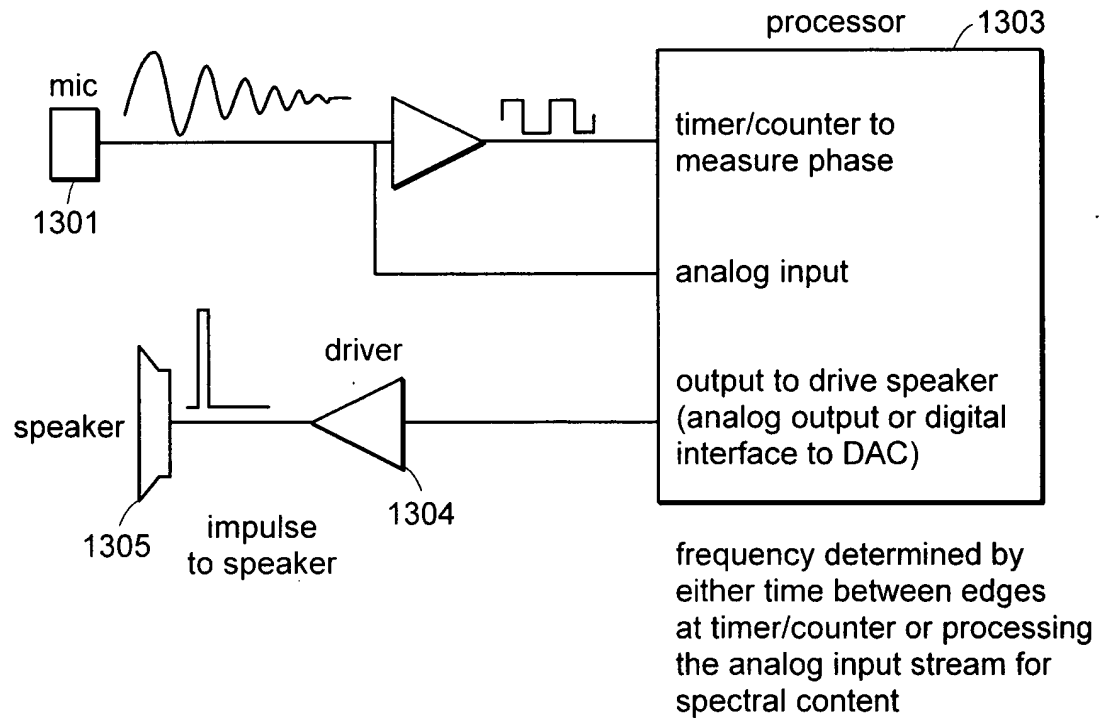 processor
1303
mic
timer/counter to
measure phase
1301
analog input
driver
output to drive speaker
(analog output or digital
interface to DAC)
speaker
1304
1305
impulse
to speaker
frequency determined by
either time between edges
at timer/counter or processing
the analog input stream for
spectral content